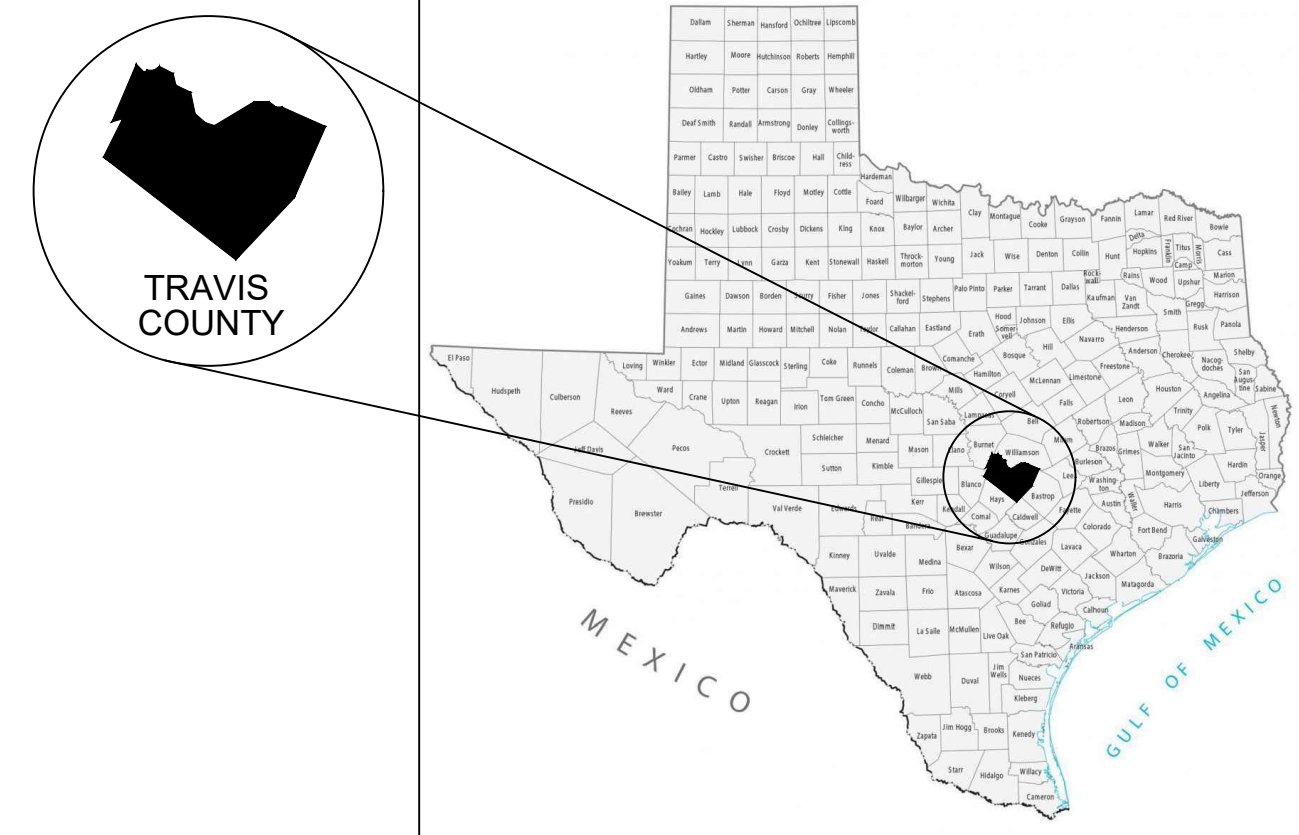 TRAVIS
COUNTY
Dallam Sherman Hansford Ochiltree Lipscomb
Hartley Moore Hutchinson Roberts Hemphill
Oldham Potter Carson Gray Wheeler
Deaf Smith Randall Armstrong Donley Collings-
worth
Parmer Castro Swisher Briscoe Hall Child-
ress
Hardeman
Bailey Lamb Hale Floyd Motley Cottle Foard Wilbarger Wichita
Clay Montague Cooke Grayson Fannin Lamar Red River Bowie
Cochran Hockley Lubbock Crosby Dickens King Knox Baylor Archer
Delta
Yoakum Terry Lynn Garza Kent Stonewall Haskell Throck-
morton
Young Jack Wise Denton Collin Hunt Hopkins Franklin Titus Morris Cass
Camp
Rock-
wall
Rains Wood Upshur Marion
Gaines Dawson Borden Scurry Fisher Jones Shackel-
ford
Stephens Palo Pinto Parker Tarrant Dallas Kaufman Van
Zandt
Gregg Harrison
Smith
Andrews Martin Howard Mitchell Nolan Taylor Callahan Eastland Erath Hood
Somer-
vell
Johnson Ellis Henderson Rusk Panola
Navarro
El Paso Loving Winkler Ector Midland Glasscock Sterling Coke Runnels Coleman Brown Comanche Bosque Hill Anderson Cherokee Nacog-
doches
Shelby
Hamilton Freestone San
Augus-
tine
Sabine
Hudspeth Culberson Reeves Ward Crane Upton Reagan Irion Tom Green Concho McCulloch Mills Coryell McLennan Limestone Leon Houston Angelina Newton
San Saba Lampasas Bell Falls Robertson Madison Trinity Polk Tyler Jasper
Jeff Davis Pecos Crockett Schleicher Menard Mason Llano Burnet Williamson Milam Brazos Grimes Walker San
Jacinto
Hardin
Sutton Kimble Gillespie Blanco Lee Burleson Washing-
ton
Montgomery Liberty Orange
Jefferson
Presidio Brewster Terrell Val Verde Edwards Kerr Kendall Hays Bastrop Fayette Austin Waller Harris Chambers
Real Bandera Comal Caldwell Colorado Fort Bend Galveston
Guadalupe Gonzales
Kinney Uvalde Medina Bexar Wilson Lavaca Wharton Brazoria
DeWitt Jackson Matagorda
Maverick Zavala Frio Atascosa Karnes Victoria
Goliad Calhoun
Dimmit La Salle McMullen Live Oak Bee Refugio
San Patricio Aransas
Webb Duval Jim
Wells
Nueces
Kleberg
Zapata Jim Hogg Brooks Kenedy
Starr Hidalgo Willacy
Cameron
MEXICO
GULF OF MEXICO